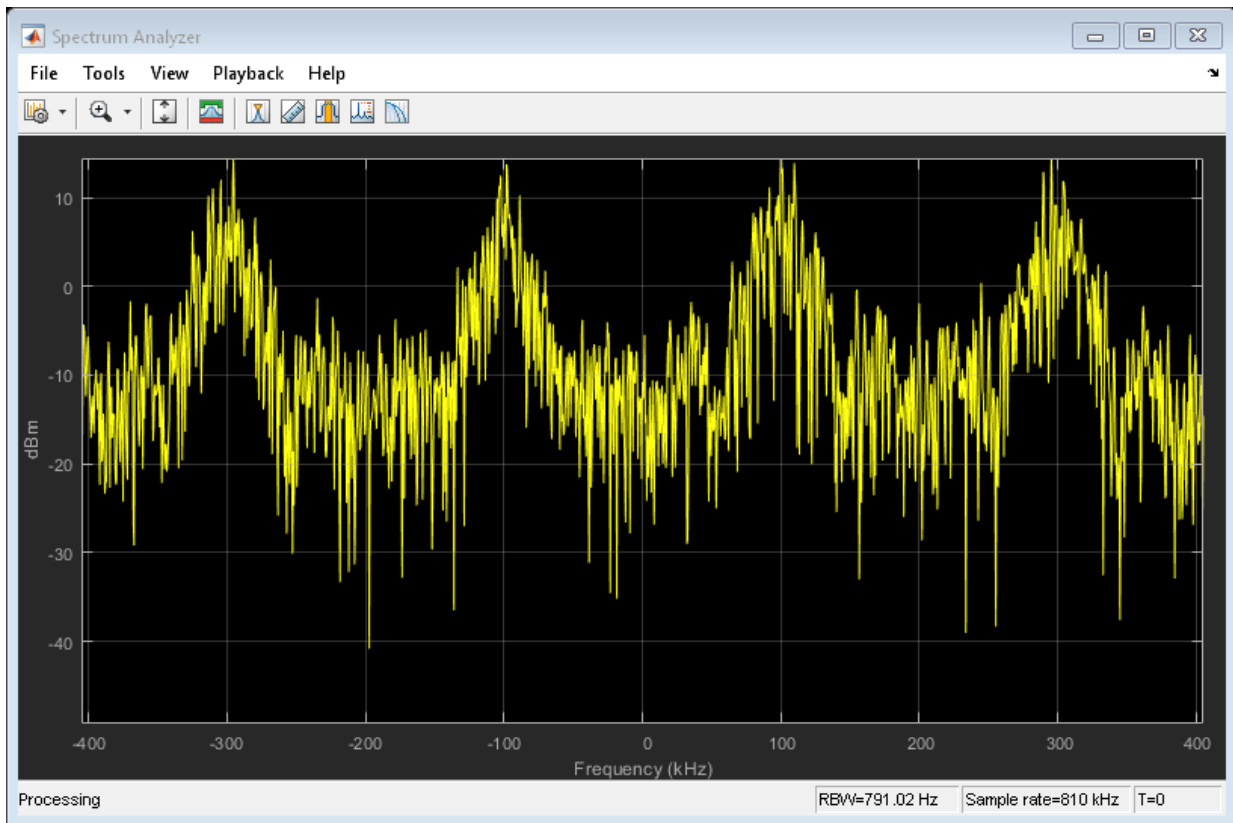 Spectrum Analyzer
File Tools View Playback Help
10
0
-10
-20
-30
-40
dBm
-400 -300 -200 -100 0 100 200 300 400
Frequency (kHz)
Processing RBW=791.02 Hz Sample rate=810 kHz T=0